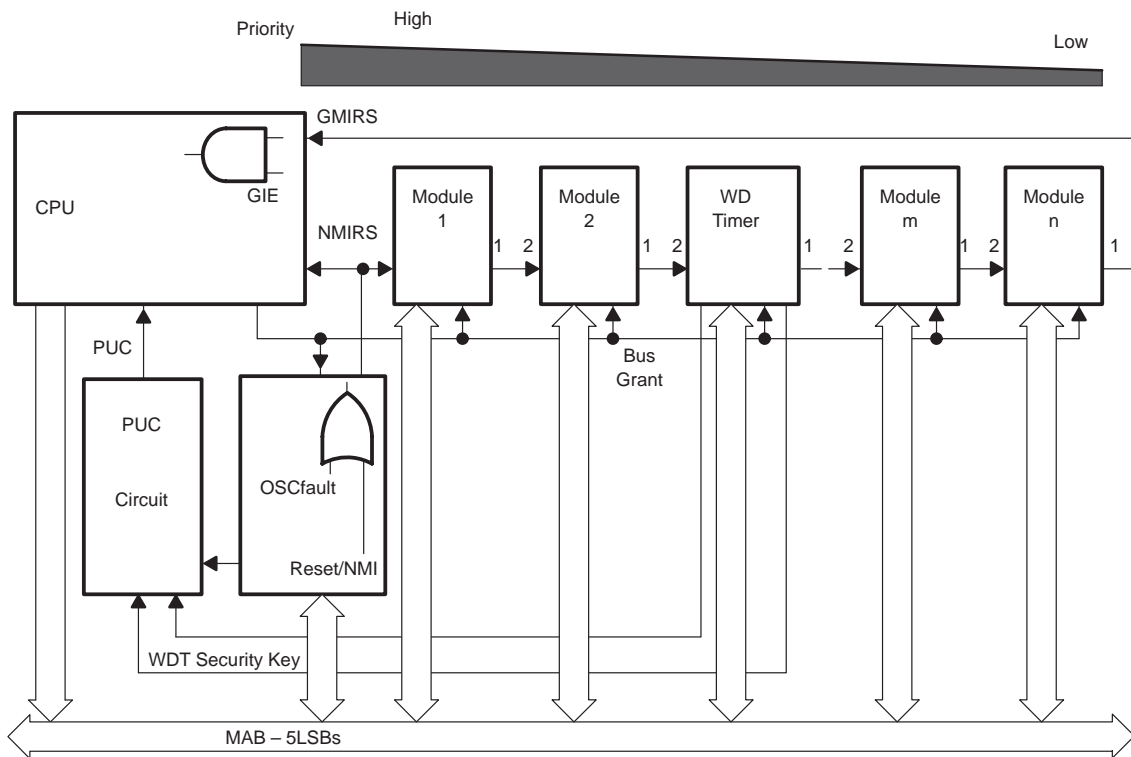 Priority
High
Low
GMIRS
GIE
CPU
NMIRS
Module
1
1
2
Module
2
1
2
WD
Timer
1
2
Module
m
1
2
Module
n
1
PUC
Bus
Grant
PUC
Circuit
OSCfault
Reset/NMI
WDT Security Key
MAB – 5LSBs